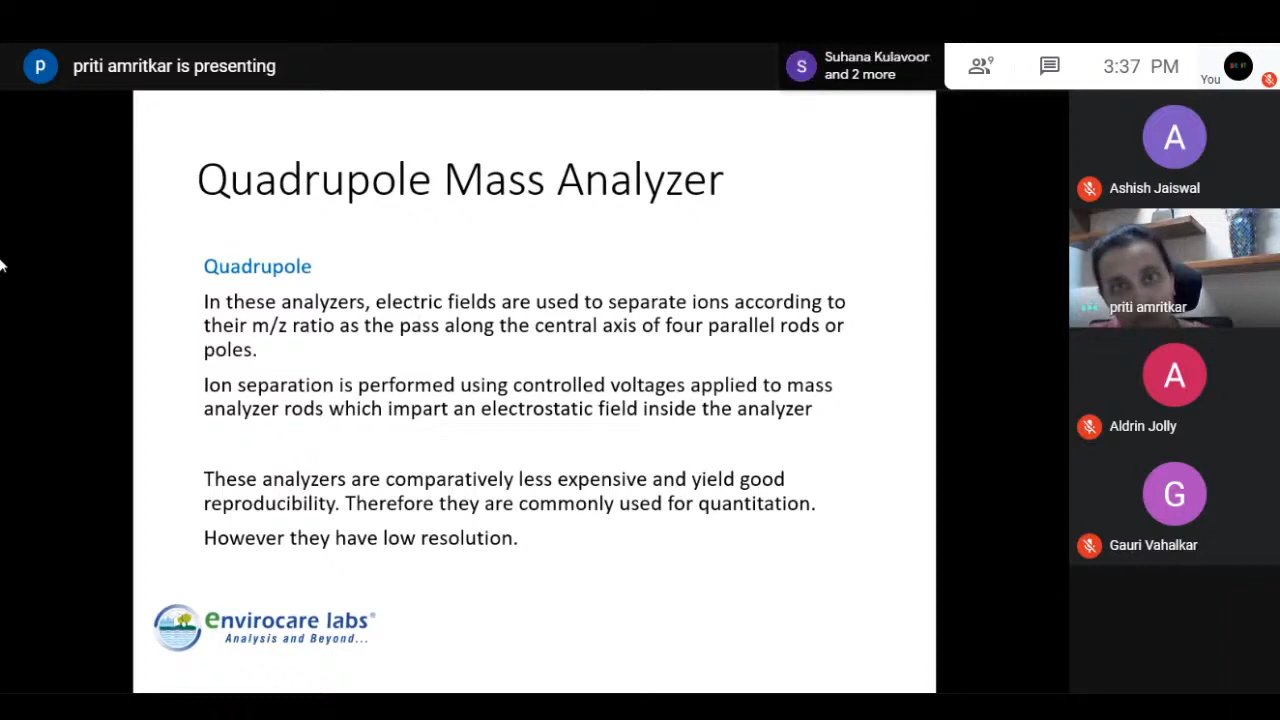 p
priti amritkar is presenting
S
Suhana Kulavoor
and 2 more
9
3:37 PM
You
Quadrupole Mass Analyzer
Quadrupole
In these analyzers, electric fields are used to separate ions according to
their m/z ratio as the pass along the central axis of four parallel rods or
poles.
Ion separation is performed using controlled voltages applied to mass
analyzer rods which impart an electrostatic field inside the analyzer
These analyzers are comparatively less expensive and yield good
reproducibility. Therefore they are commonly used for quantitation.
However they have low resolution.
envirocare labs®
Analysis and Beyond...
A
Ashish Jaiswal
priti amritkar
A
Aldrin Jolly
G
Gauri Vahalkar